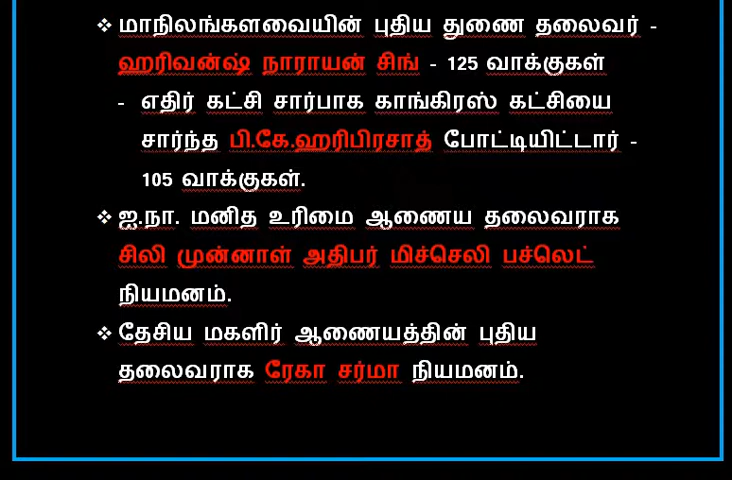 ❖ மாநிலங்களவையின் புதிய துணை தலைவர் -
ஹரிவன்ஷ் நாராயன் சிங் - 125 வாக்குகள்
- எதிர் கட்சி சார்பாக காங்கிரஸ் கட்சியை
சார்ந்த பி.கே.ஹரிபிரசாத் போட்டியிட்டார் -
105 வாக்குகள்.
❖ ஐ.நா. மனித உரிமை ஆணைய தலைவராக
சிலி முன்னாள் அதிபர் மிச்செலி பச்லெட்
நியமனம்.
❖ தேசிய மகளிர் ஆணையத்தின் புதிய
தலைவராக ரேகா சர்மா நியமனம்.